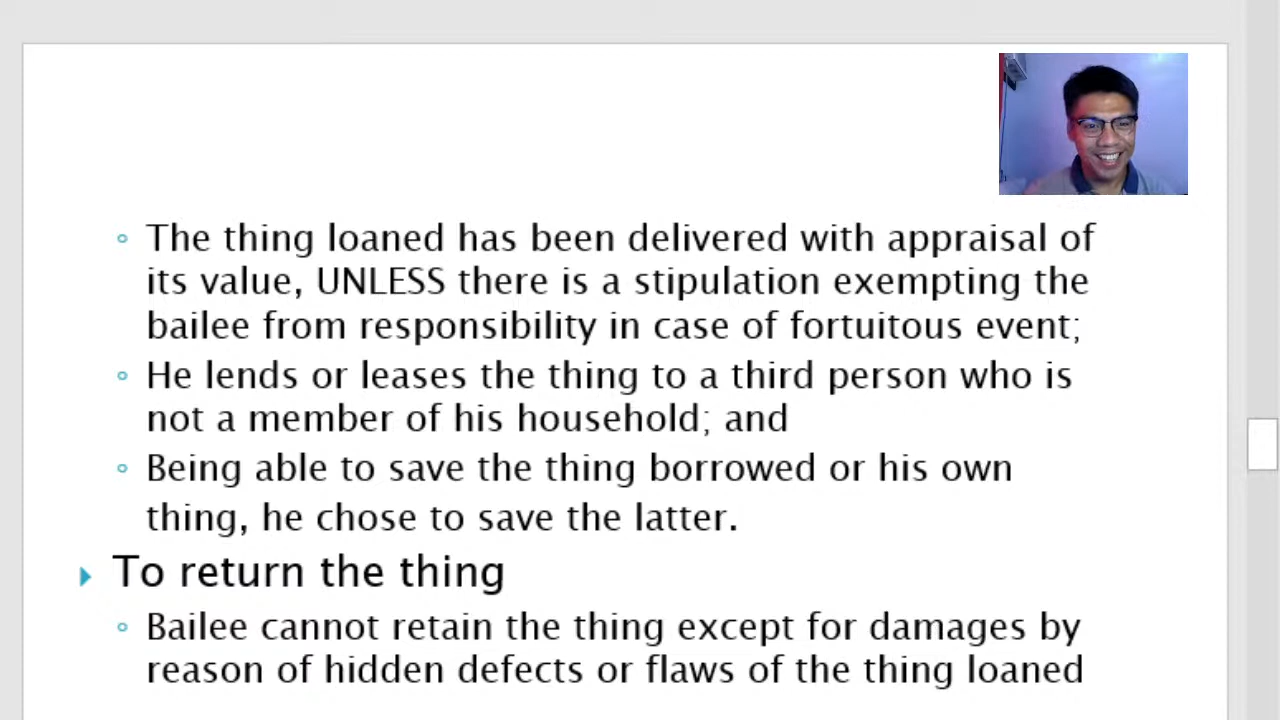 The thing loaned has been delivered with appraisal of
its value, UNLESS there is a stipulation exempting the
bailee from responsibility in case of fortuitous event;
He lends or leases the thing to a third person who is
not a member of his household; and
Being able to save the thing borrowed or his own
thing, he chose to save the latter.
To return the thing
Bailee cannot retain the thing except for damages by
reason of hidden defects or flaws of the thing loaned